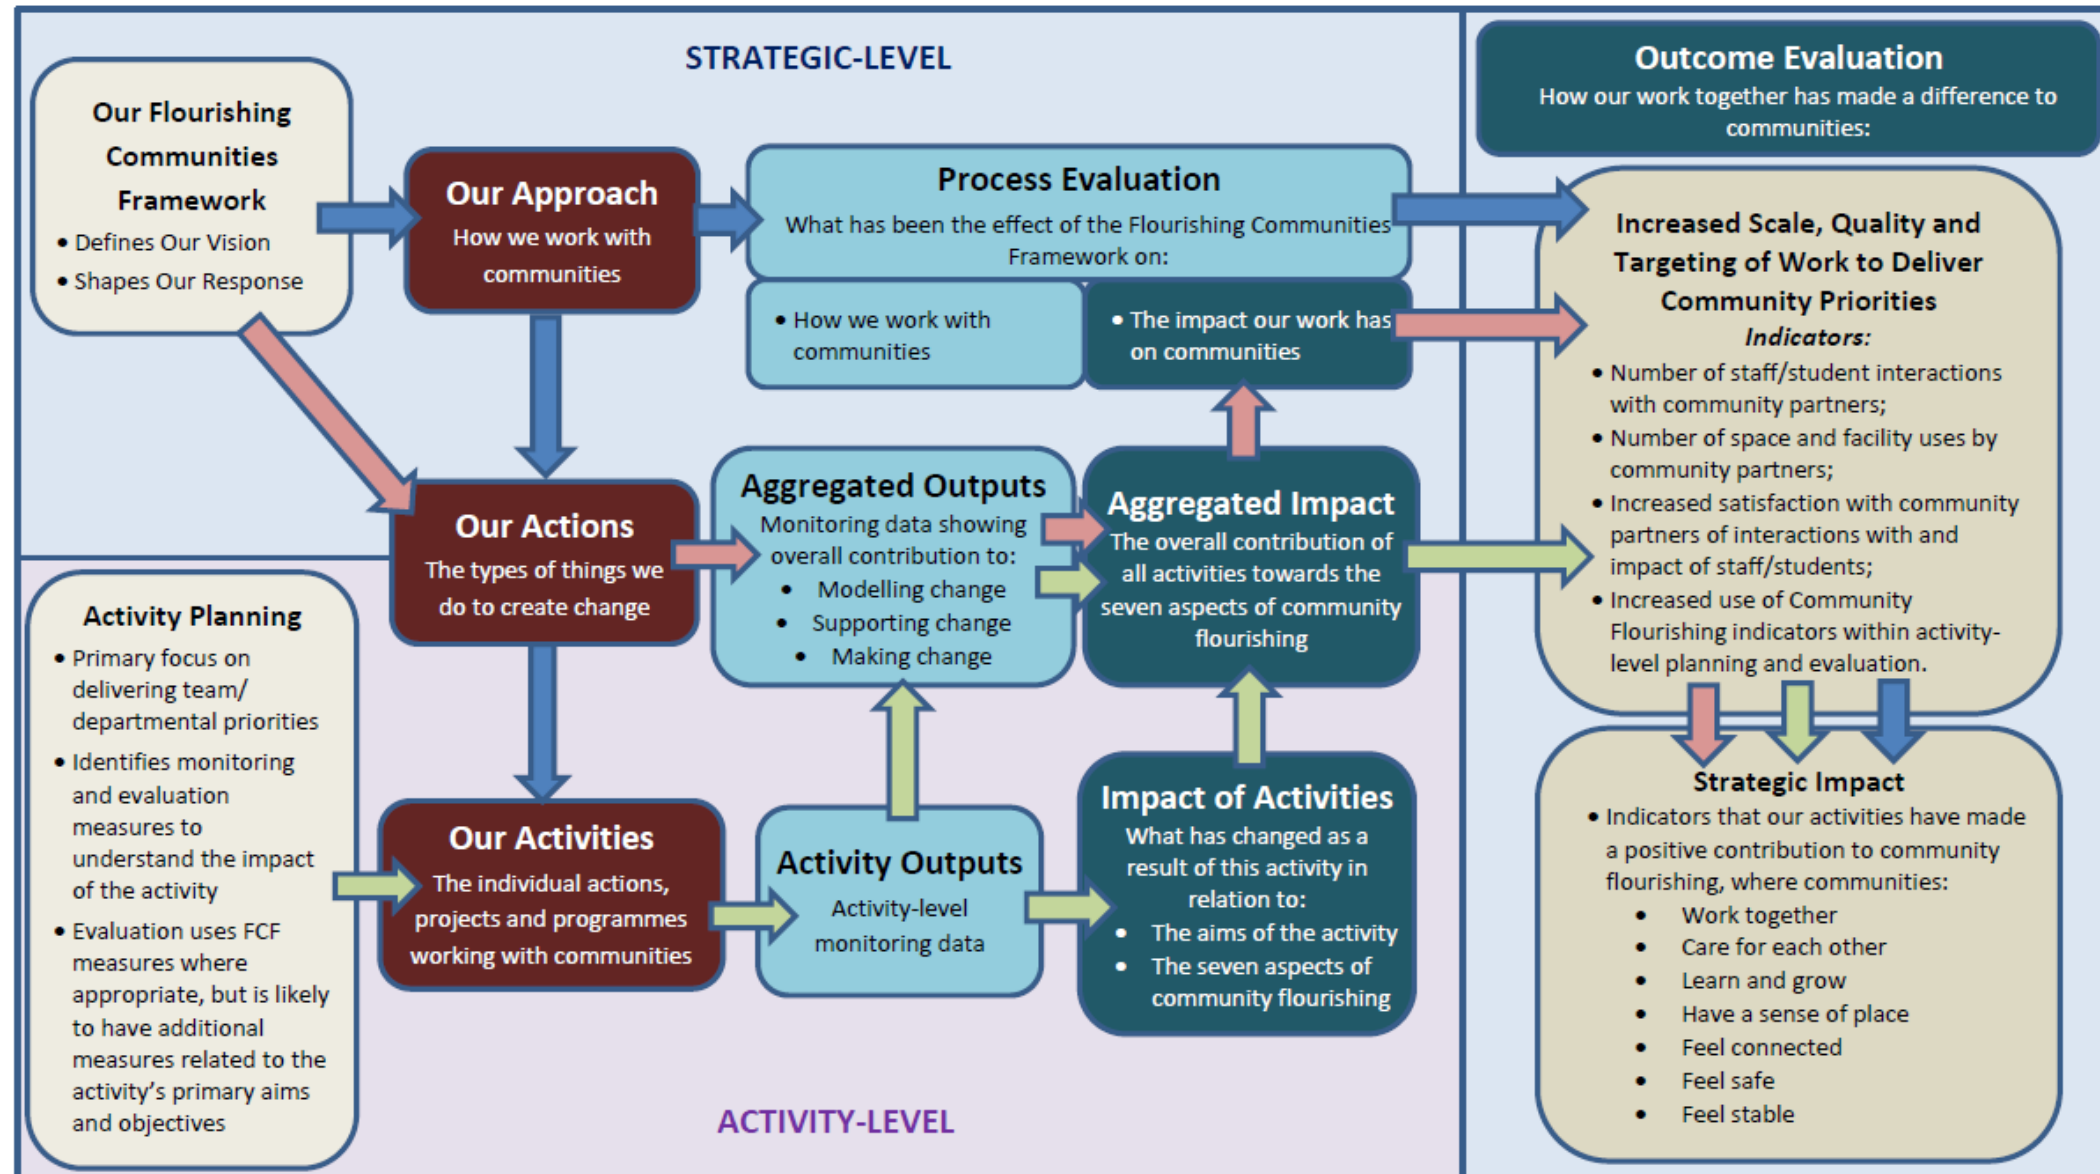 STRATEGIC-LEVEL
Our Flourishing
Communities
Framework
• Defines Our Vision
• Shapes Our Response
Our Approach
How we work with
communities
Process Evaluation
What has been the effect of the Flourishing Communities
Framework on:
• How we work with
communities
• The impact our work has
on communities
Our Actions
The types of things we
do to create change
Aggregated Outputs
Monitoring data showing
overall contribution to:
• Modelling change
• Supporting change
• Making change
Aggregated Impact
The overall contribution of
all activities towards the
seven aspects of community
flourishing
Activity Planning
• Primary focus on
delivering team/
departmental priorities
• Identifies monitoring
and evaluation
measures to
understand the impact
of the activity
• Evaluation uses FCF
measures where
appropriate, but is likely
to have additional
measures related to the
activity’s primary aims
and objectives
Our Activities
The individual actions,
projects and programmes
working with communities
Activity Outputs
Activity-level
monitoring data
Impact of Activities
What has changed as a
result of this activity in
relation to:
• The aims of the activity
• The seven aspects of
community flourishing
ACTIVITY-LEVEL
Outcome Evaluation
How our work together has made a difference to
communities:
Increased Scale, Quality and
Targeting of Work to Deliver
Community Priorities
Indicators:
• Number of staff/student interactions
with community partners;
• Number of space and facility uses by
community partners;
• Increased satisfaction with community
partners of interactions with and
impact of staff/students;
• Increased use of Community
Flourishing indicators within activity-
level planning and evaluation.
Strategic Impact
• Indicators that our activities have made
a positive contribution to community
flourishing, where communities:
• Work together
• Care for each other
• Learn and grow
• Have a sense of place
• Feel connected
• Feel safe
• Feel stable